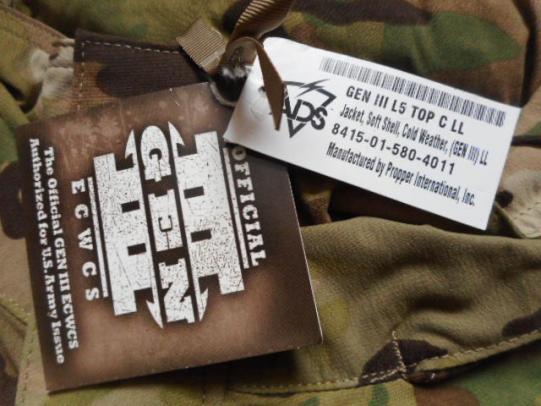 ADS
GEN III L5 TOP C LL
Jacket, Soft Shell, Cold Weather, (GEN III) LL
8415-01-580-4011
Manufactured by Propper International, Inc.
OFFICIAL
GEN
III
ECWCS
The Official GEN III ECWCS
Authorized for U.S. Army Issue